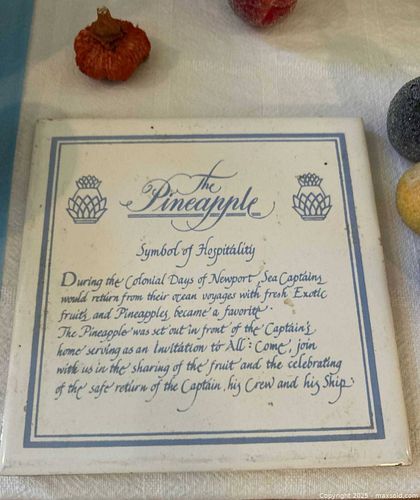 The
Pineapple
Symbol of Hospitality
During the Colonial Days of Newport, Sea Captains
would return from their ocean voyages with fresh Exotic
fruits and Pineapples became a favorite.
The Pineapple was set out in front of the Captain's
home serving as an Invitation to All: Come, join
with us in the sharing of the fruit and the celebrating
of the safe return of the Captain, his Crew and his Ship.
Copyright 2025 - maxsold.com